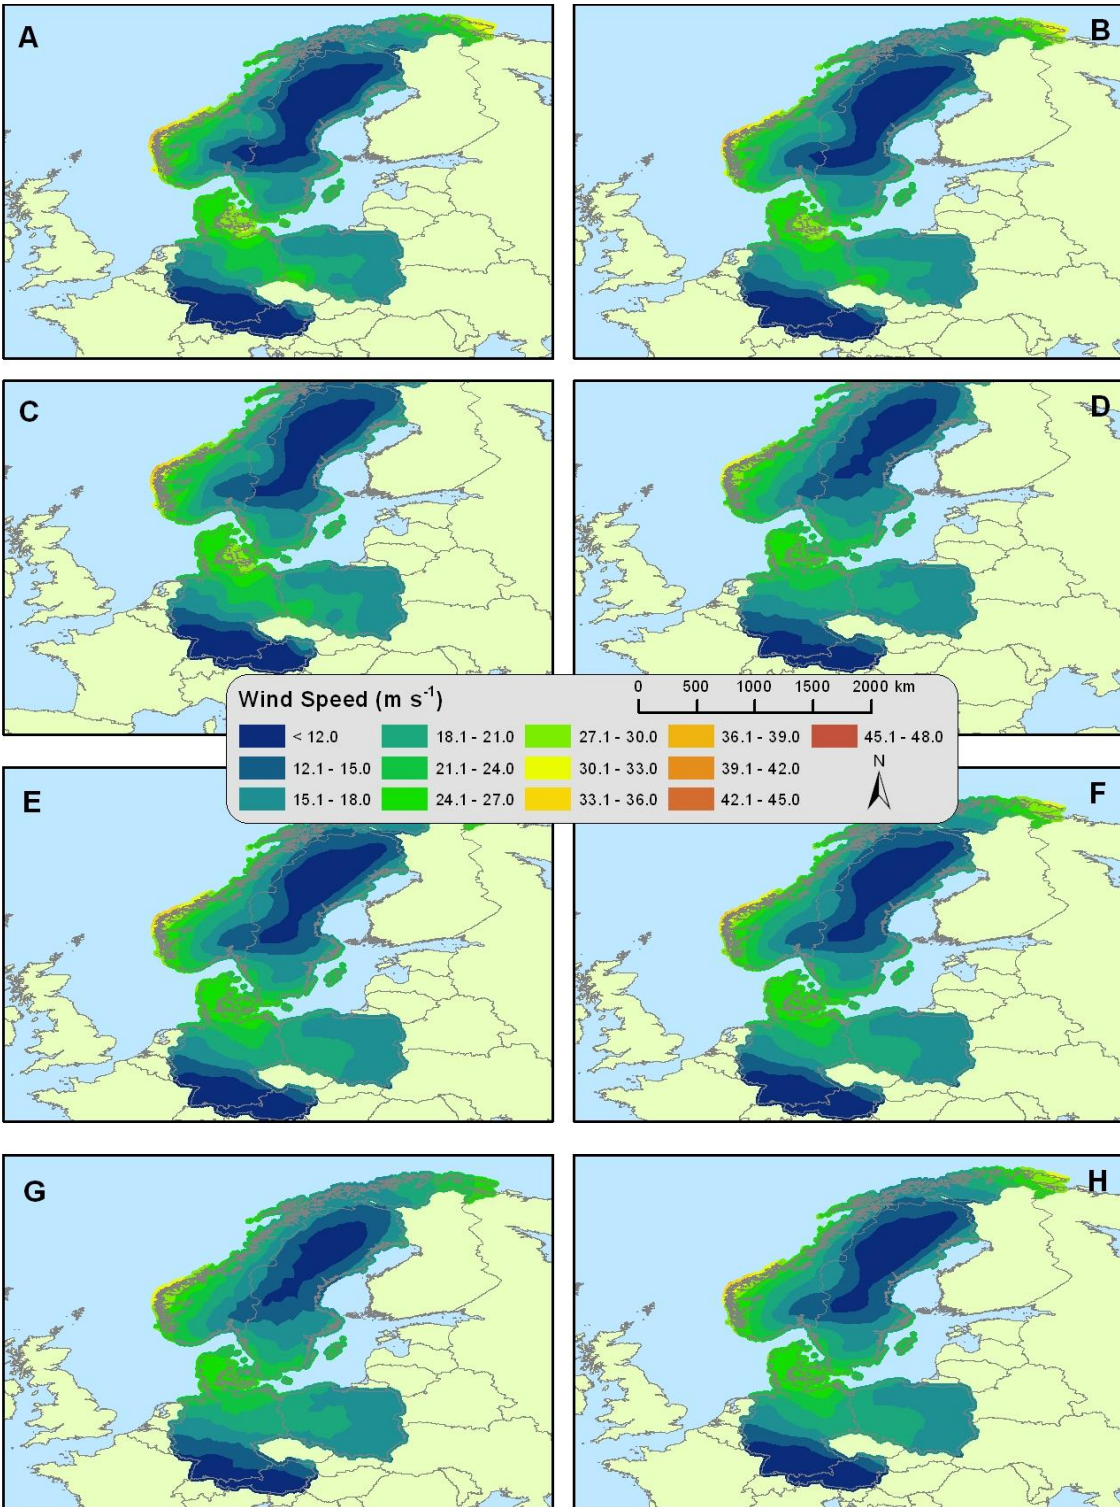 A
B
C
D
Wind Speed (m s⁻¹)
0 500 1000 1500 2000 km
< 12.0 18.1 - 21.0 27.1 - 30.0 36.1 - 39.0 45.1 - 48.0
12.1 - 15.0 21.1 - 24.0 30.1 - 33.0 39.1 - 42.0 N
15.1 - 18.0 24.1 - 27.0 33.1 - 36.0 42.1 - 45.0
E
F
G
H